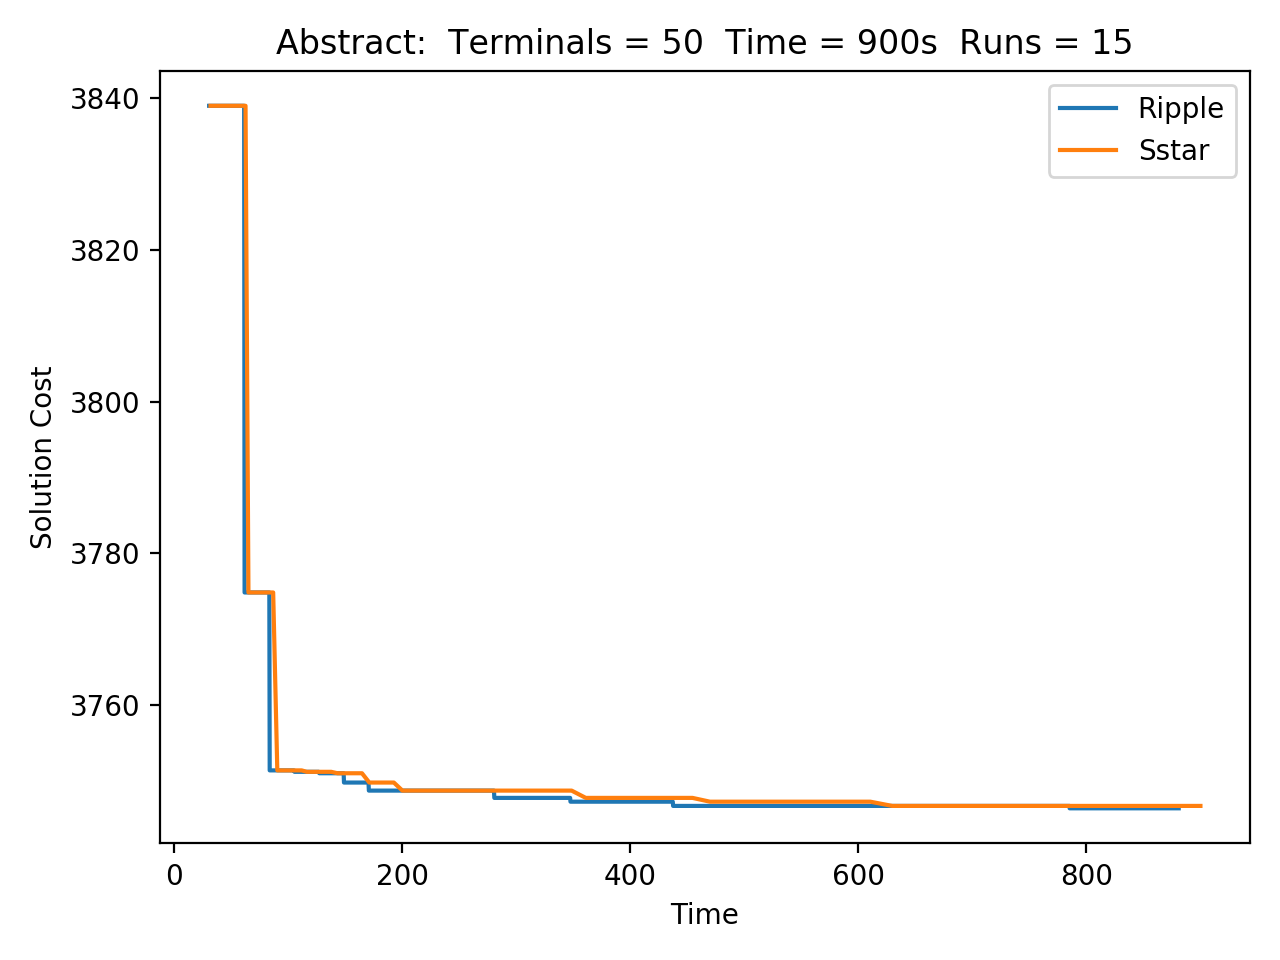 Abstract:  Terminals = 50  Time = 900s  Runs = 15
Ripple
Sstar
Solution Cost
3840
3820
3800
3780
3760
0
200
400
600
800
Time